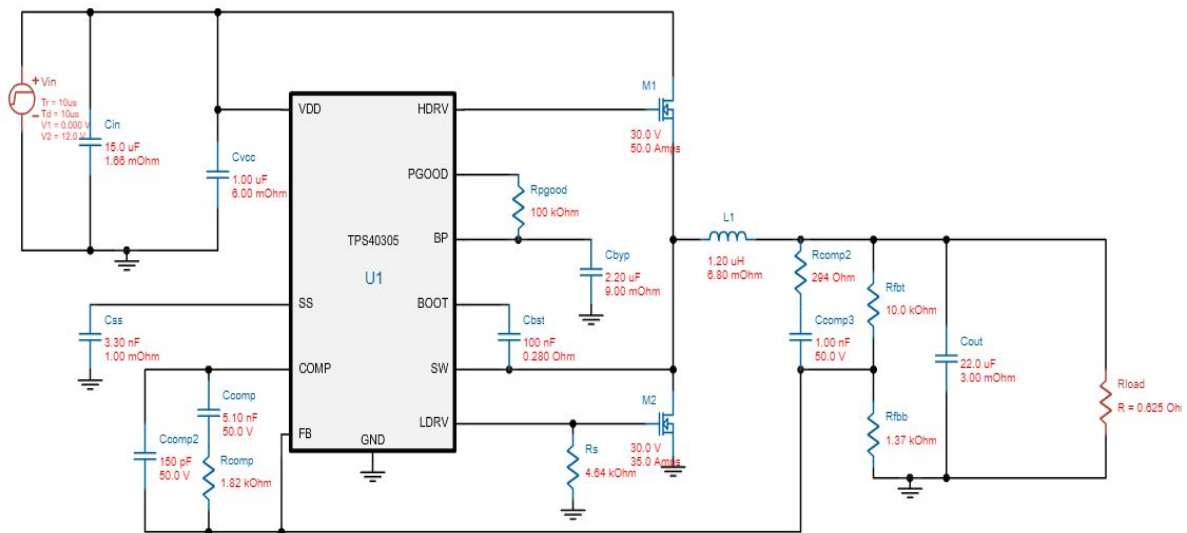 Vin
Tr = 10us
Td = 10us
V1 = 0.000 V
V2 = 12.0 V
Cin
15.0 uF
1.66 mOhm
Cvcc
1.00 uF
6.00 mOhm
VDD
HDRV
PGOOD
TPS40305
BP
U1
SS
BOOT
COMP
SW
LDRV
FB
GND
M1
30.0 V
50.0 Amps
Rpgood
100 kOhm
Cbyp
2.20 uF
9.00 mOhm
Cbst
100 nF
0.280 Ohm
L1
1.20 uH
6.80 mOhm
Rcomp2
294 Ohm
Ccomp3
1.00 nF
50.0 V
Rfbt
10.0 kOhm
Cout
22.0 uF
3.00 mOhm
Rload
R = 0.625 Oh
Css
3.30 nF
1.00 mOhm
Ccomp
5.10 nF
50.0 V
Ccomp2
150 pF
50.0 V
Rcomp
1.82 kOhm
M2
30.0 V
35.0 Amps
Rs
4.64 kOhm
Rfbb
1.37 kOhm